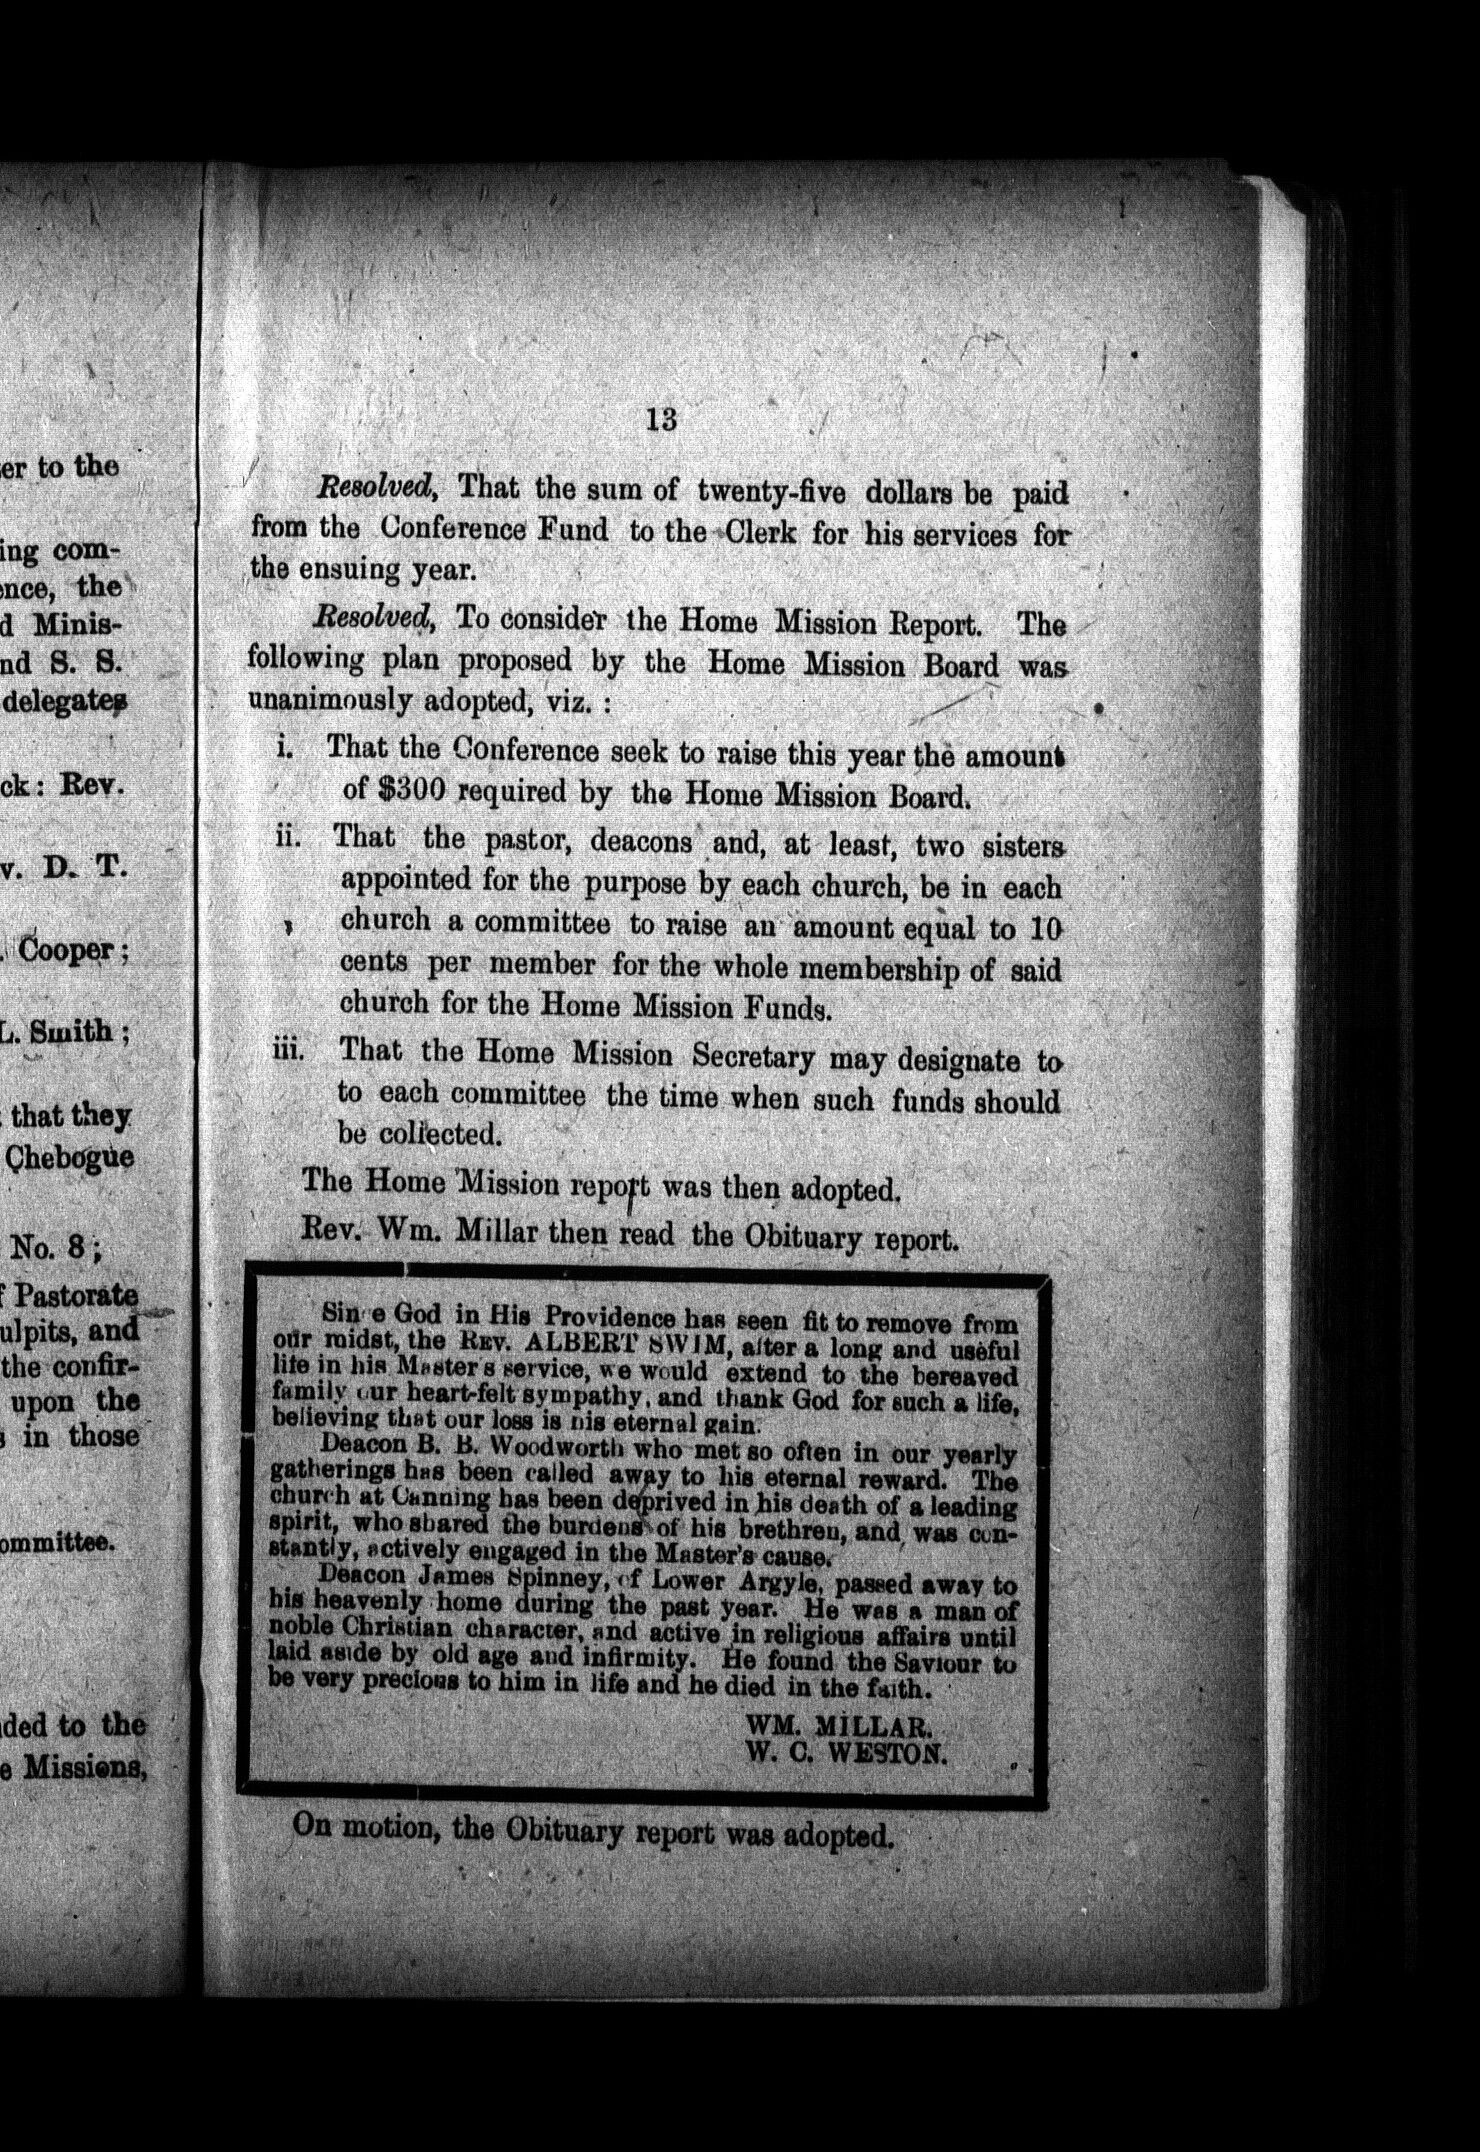 er to the
ing com-
ence, the
d Minis-
nd S. S.
delegates
ck: Rev.
v. D. T.
. Cooper;
L. Smith;
that they
Chebogue
No. 8;
f Pastorate
ulpits, and
the confir-
upon the
s in those
ommittee.
ded to the
e Missions,
13
Resolved, That the sum of twenty-five dollars be paid
from the Conference Fund to the Clerk for his services for
the ensuing year.
Resolved, To consider the Home Mission Report. The
following plan proposed by the Home Mission Board was
unanimously adopted, viz. :
i. That the Conference seek to raise this year the amount
of $300 required by the Home Mission Board.
ii. That the pastor, deacons and, at least, two sisters
appointed for the purpose by each church, be in each
church a committee to raise an amount equal to 10
cents per member for the whole membership of said
church for the Home Mission Funds.
iii. That the Home Mission Secretary may designate to
to each committee the time when such funds should
be collected.
The Home Mission report was then adopted.
Rev. Wm. Millar then read the Obituary report.
Since God in His Providence has seen fit to remove from
our midst, the REV. ALBERT SWIM, after a long and useful
life in his Masters service, we would extend to the bereaved
family our heart-felt sympathy, and thank God for such a life,
believing that our loss is his eternal gain.
Deacon B. B. Woodworth who met so often in our yearly
gatherings has been called away to his eternal reward. The
church at Canning has been deprived in his death of a leading
spirit, who shared the burdens of his brethren, and was con-
stantly, actively engaged in the Master's cause.
Deacon James Spinney, of Lower Argyle, passed away to
his heavenly home during the past year. He was a man of
noble Christian character, and active in religious affairs until
laid aside by old age and infirmity. He found the Saviour to
be very precious to him in life and he died in the faith.
WM. MILLAR.
W. C. WESTON.
On motion, the Obituary report was adopted.